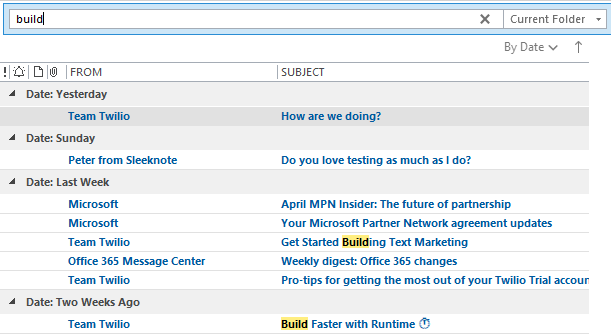 build Current Folder
By Date
! FROM SUBJECT
Date: Yesterday
Team Twilio How are we doing?
Date: Sunday
Peter from Sleeknote Do you love testing as much as I do?
Date: Last Week
Microsoft April MPN Insider: The future of partnership
Microsoft Your Microsoft Partner Network agreement updates
Team Twilio Get Started Building Text Marketing
Office 365 Message Center Weekly digest: Office 365 changes
Team Twilio Pro-tips for getting the most out of your Twilio Trial accoun
Date: Two Weeks Ago
Team Twilio Build Faster with Runtime ⏱